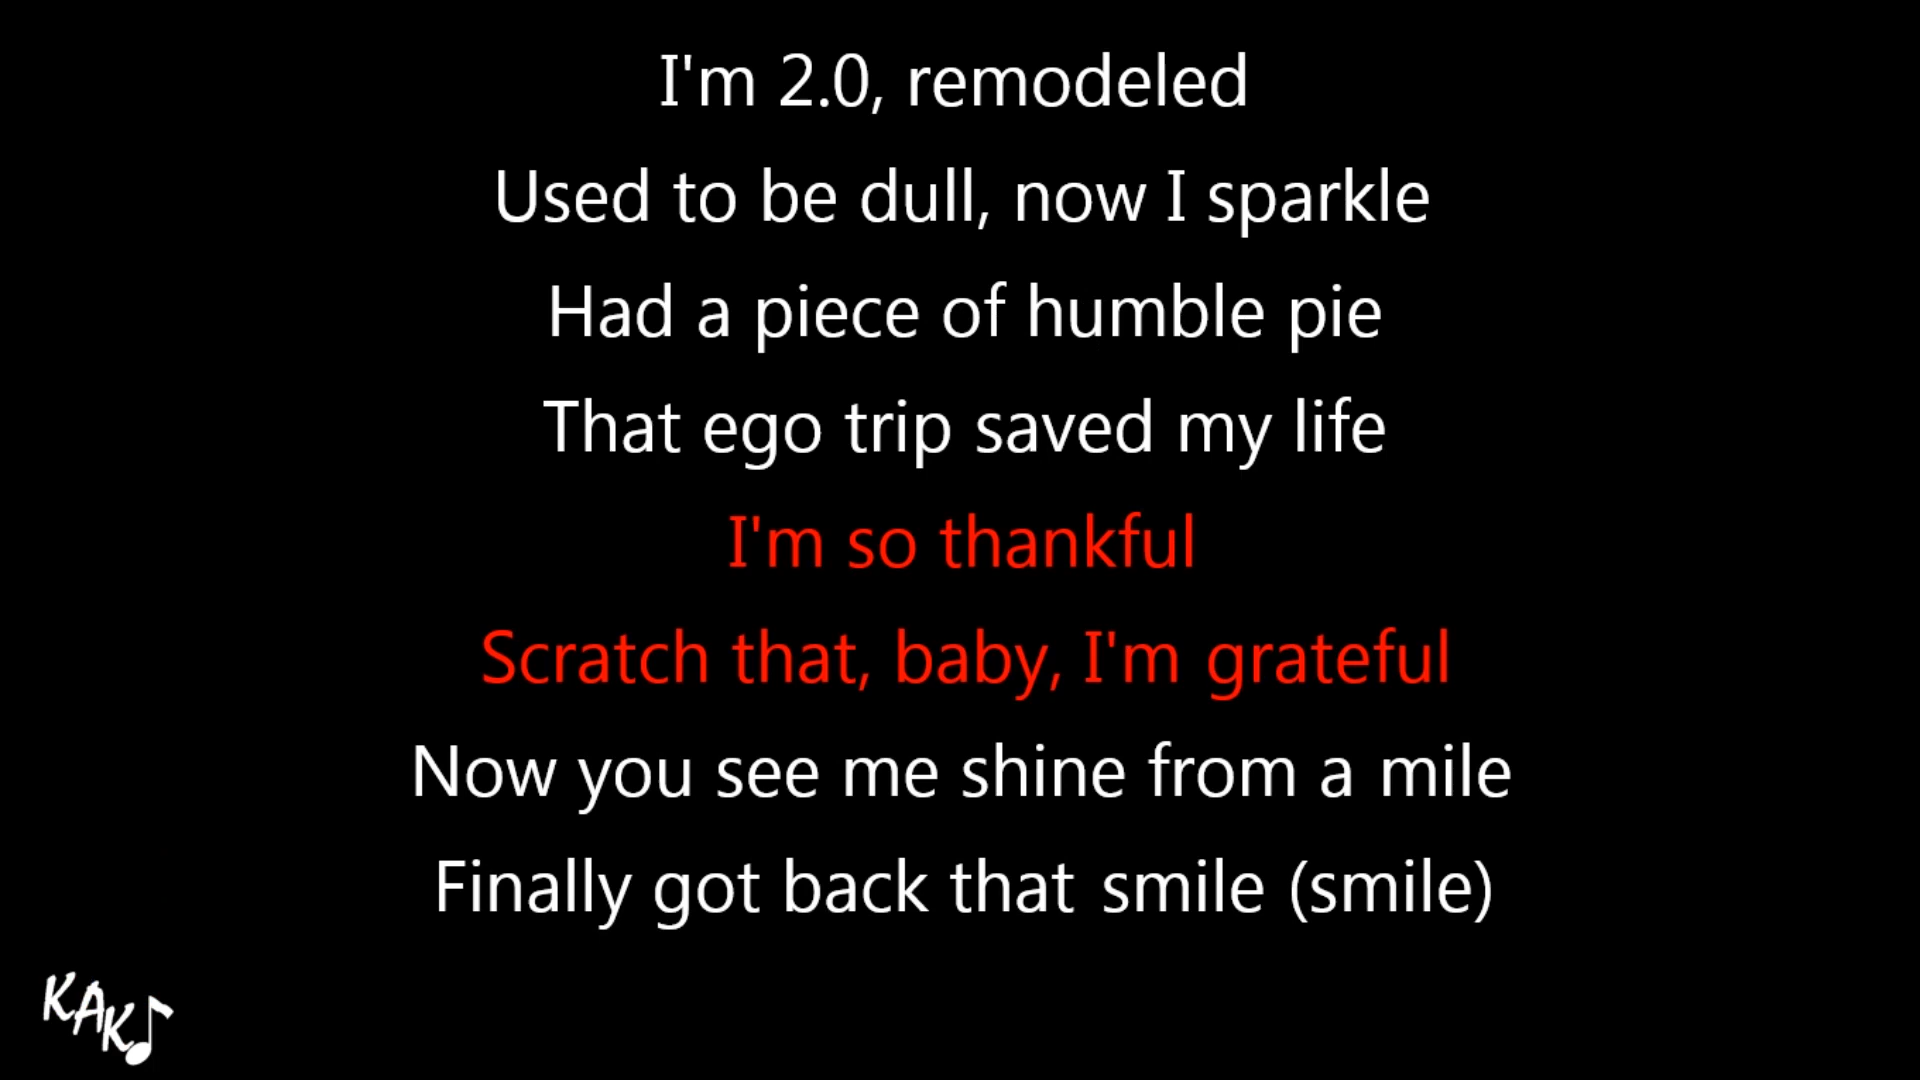 I'm 2.0, remodeled
Used to be dull, now I sparkle
Had a piece of humble pie
That ego trip saved my life
I'm so thankful
Scratch that, baby, I'm grateful
Now you see me shine from a mile
Finally got back that smile (smile)
KAK